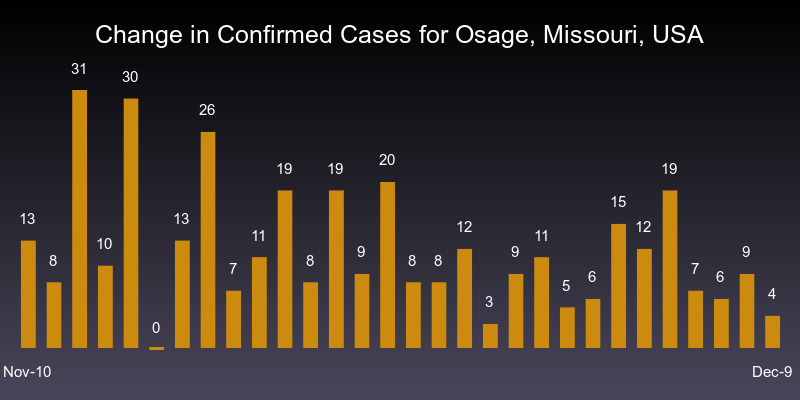 Change in Confirmed Cases for Osage, Missouri, USA
13 8 31 10 30 0 13 26 7 11 19 8 19 9 20 8 8 12 3 9 11 5 6 15 12 19 7 6 9 4
Nov-10 Dec-9